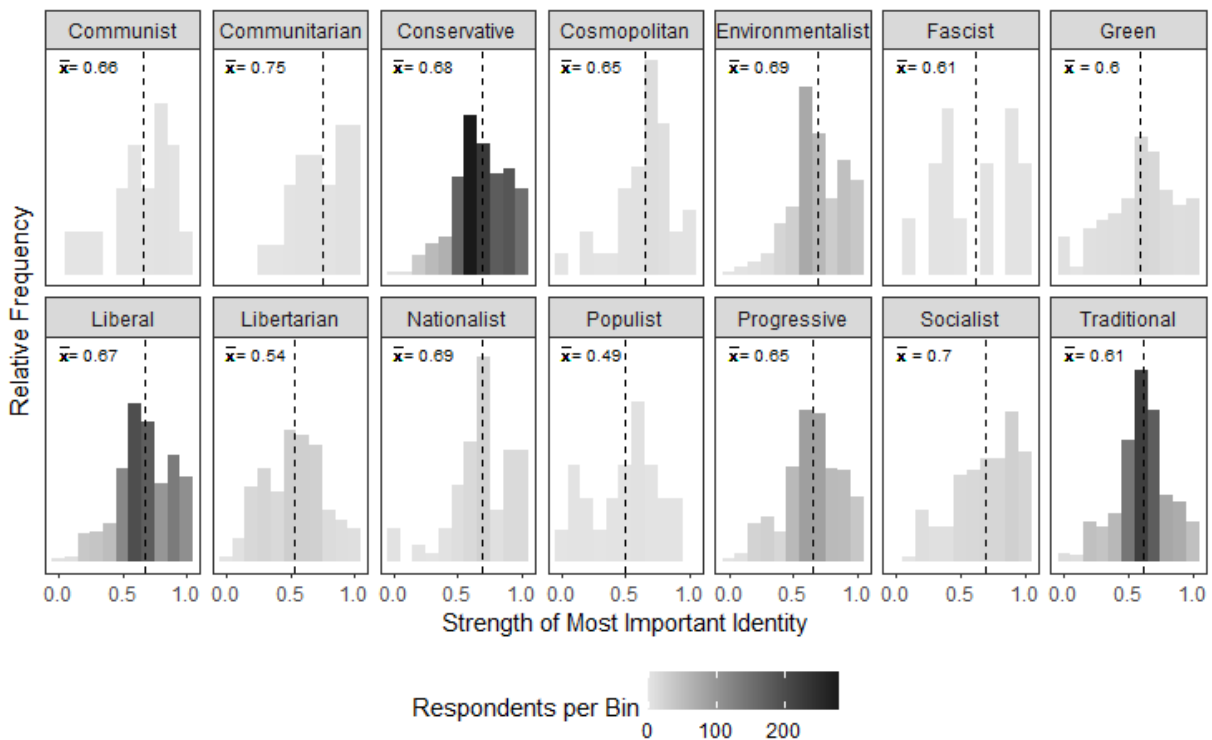 Communist Communitarian Conservative Cosmopolitan Environmentalist Fascist Green
x̄= 0.66 x̄= 0.75 x̄= 0.68 x̄= 0.65 x̄= 0.69 x̄= 0.61 x̄ = 0.6
Relative Frequency
Liberal Libertarian Nationalist Populist Progressive Socialist Traditional
x̄= 0.67 x̄= 0.54 x̄= 0.69 x̄= 0.49 x̄= 0.65 x̄ = 0.7 x̄= 0.61
0.0 0.5 1.0 0.0 0.5 1.0 0.0 0.5 1.0 0.0 0.5 1.0 0.0 0.5 1.0 0.0 0.5 1.0 0.0 0.5 1.0
Strength of Most Important Identity
Respondents per Bin
0 100 200